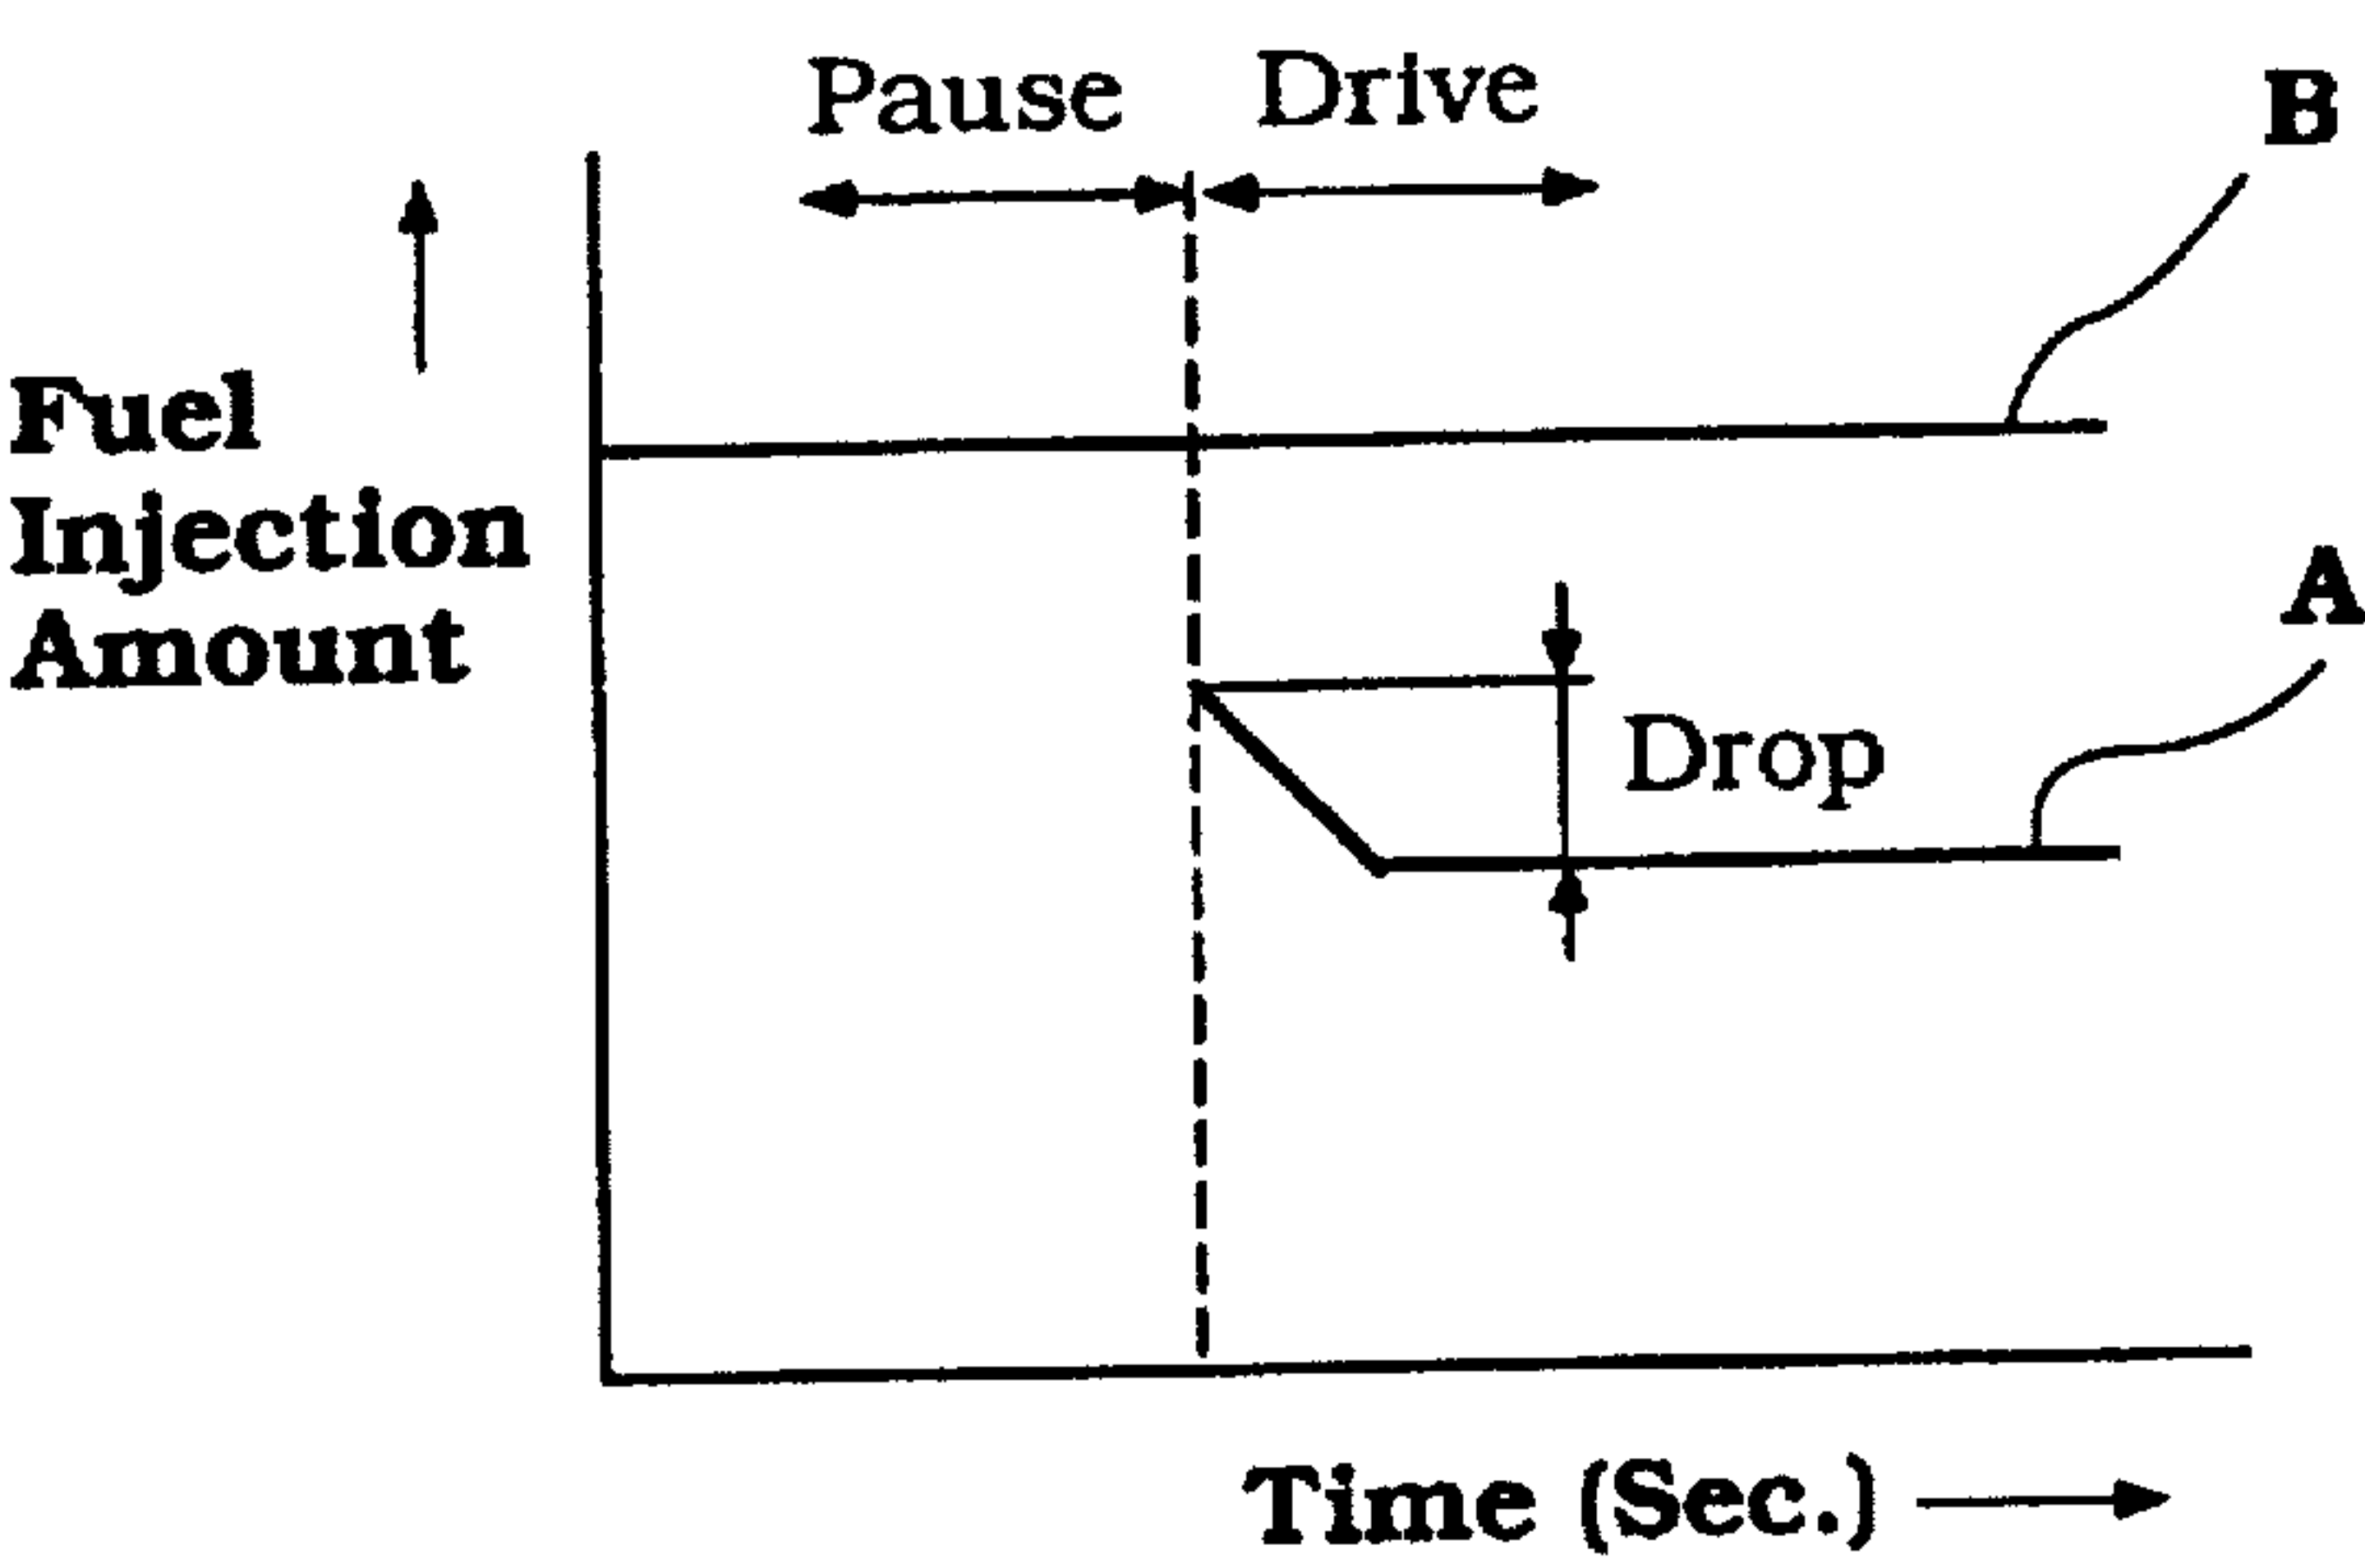 Pause
Drive
B
Fuel
Injection
Amount
A
Drop
Time (Sec.)